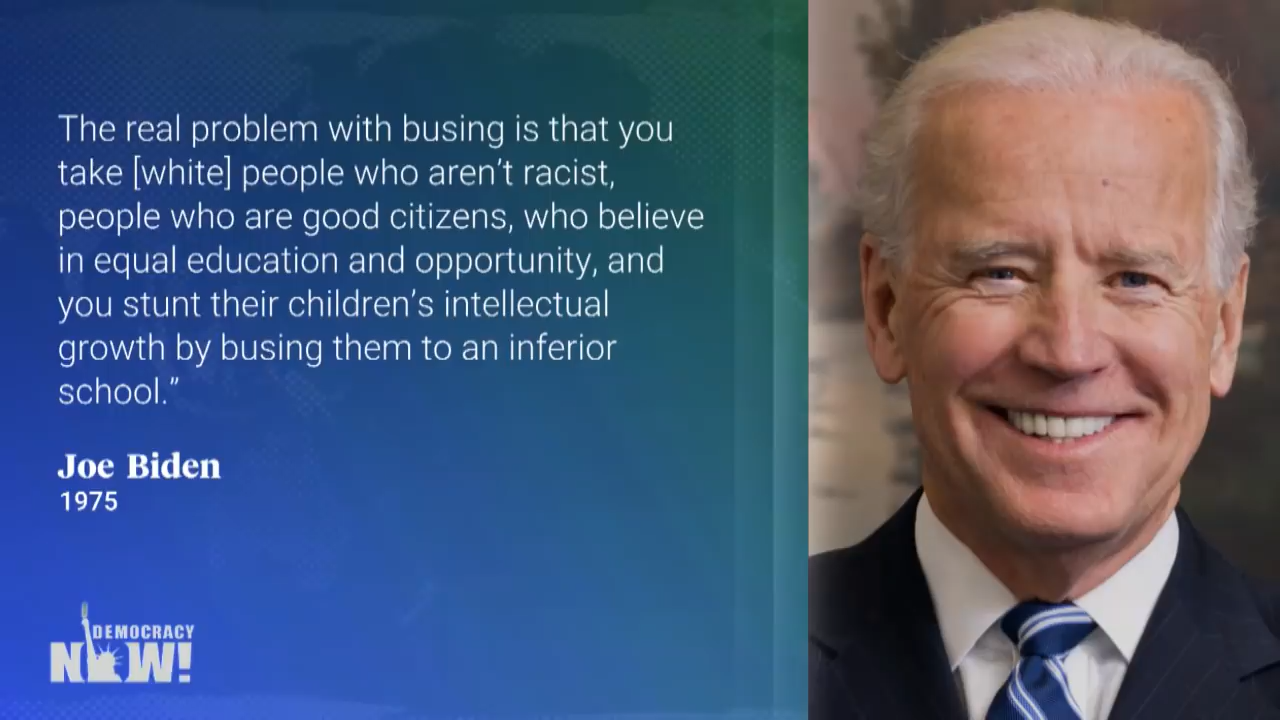 The real problem with busing is that you
take [white] people who aren’t racist,
people who are good citizens, who believe
in equal education and opportunity, and
you stunt their children’s intellectual
growth by busing them to an inferior
school.”
Joe Biden
1975
DEMOCRACY
NOW!